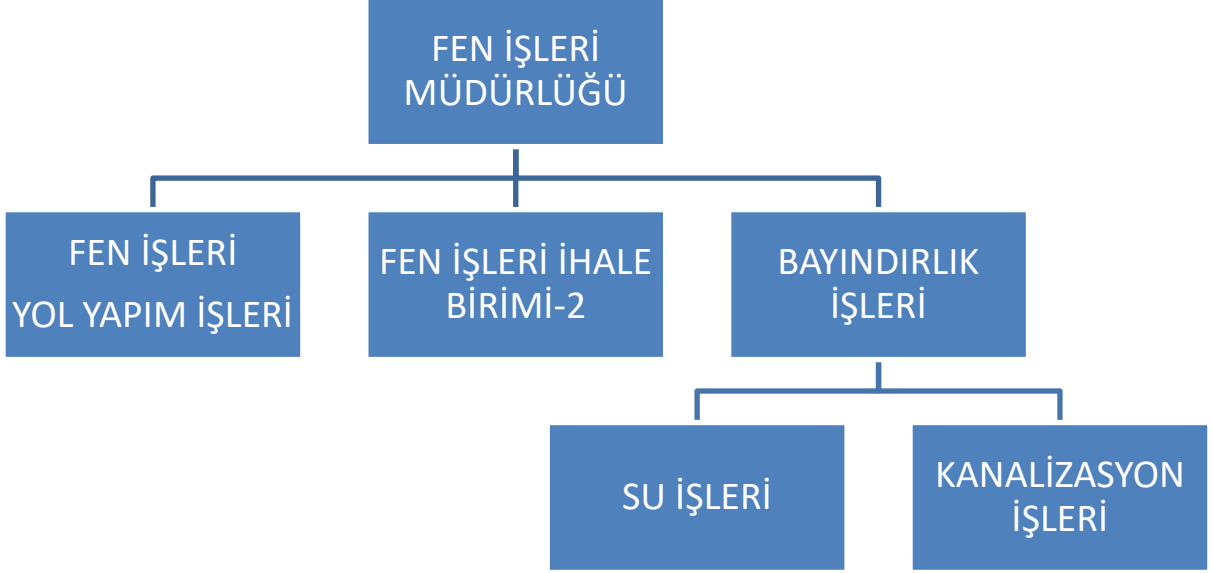 FEN İŞLERİ
MÜDÜRLÜĞÜ
FEN İŞLERİ
YOL YAPIM İŞLERİ
FEN İŞLERİ İHALE
BİRİMİ-2
BAYINDIRLIK
İŞLERİ
SU İŞLERİ
KANALİZASYON
İŞLERİ